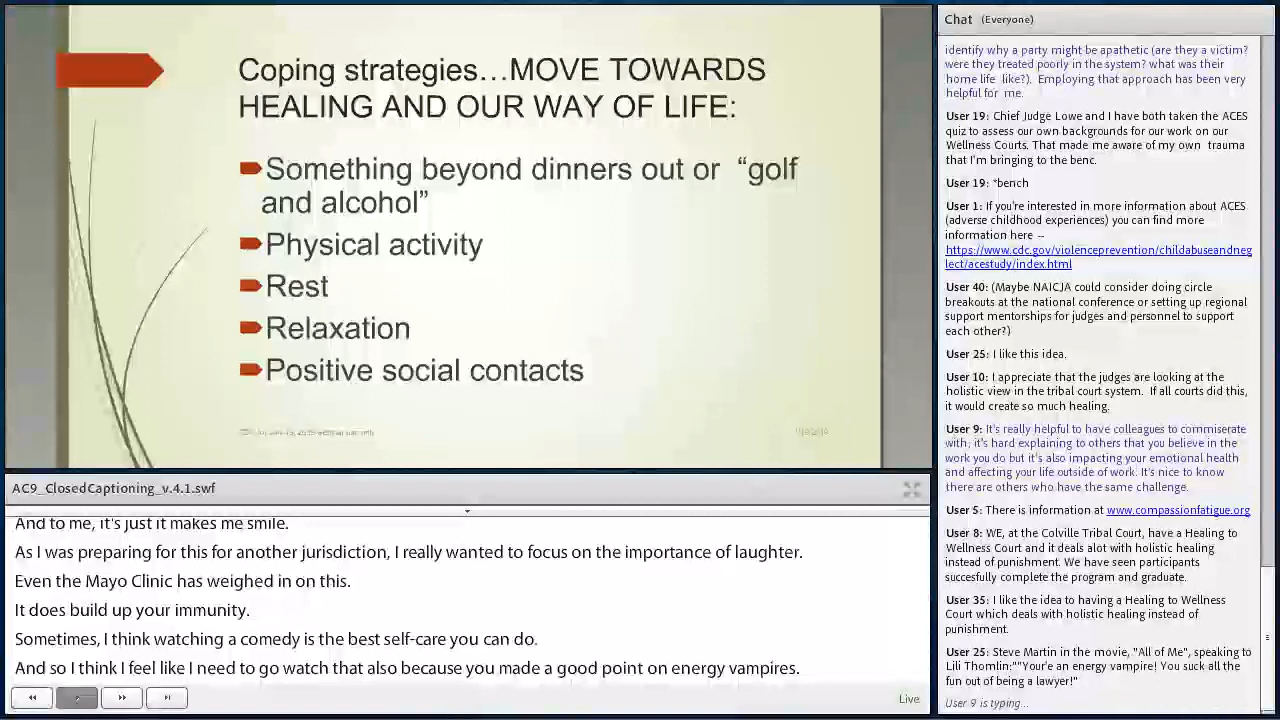 Coping strategies…MOVE TOWARDS
HEALING AND OUR WAY OF LIFE:
Something beyond dinners out or “golf
and alcohol”
Physical activity
Rest
Relaxation
Positive social contacts
AC9_ClosedCaptioning_v.4.1.swf
And to me, it's just it makes me smile.
As I was preparing for this for another jurisdiction, I really wanted to focus on the importance of laughter.
Even the Mayo Clinic has weighed in on this.
It does build up your immunity.
Sometimes, I think watching a comedy is the best self-care you can do.
And so I think I feel like I need to go watch that also because you made a good point on energy vampires.
Live
Chat (Everyone)
identify why a party might be apathetic (are they a victim?
were they treated poorly in the system? what was their
home life like?). Employing that approach has been very
helpful for me.
User 19: Chief Judge Lowe and I have both taken the ACES
quiz to assess our own backgrounds for our work on our
Wellness Courts. That made me aware of my own trauma
that I'm bringing to the benc.
User 19: *bench
User 1: If you're interested in more information about ACES
(adverse childhood experiences) you can find more
information here --
https://www.cdc.gov/violenceprevention/childabuseandneg
lect/acestudy/index.html
User 40: (Maybe NAICJA could consider doing circle
breakouts at the national conference or setting up regional
support mentorships for judges and personnel to support
each other?)
User 25: I like this idea.
User 10: I appreciate that the judges are looking at the
holistic view in the tribal court system. If all courts did this,
it would create so much healing.
User 9: It's really helpful to have colleagues to commiserate
with; it's hard explaining to others that you believe in the
work you do but it's also impacting your emotional health
and affecting your life outside of work. It's nice to know
there are others who have the same challenge.
User 5: There is information at www.compassionfatigue.org
User 8: WE, at the Colville Tribal Court, have a Healing to
Wellness Court and it deals alot with holistic healing
instead of punishment. We have seen participants
succesfully complete the program and graduate.
User 35: I like the idea to having a Healing to Wellness
Court which deals with holistic healing instead of
punishment.
User 25: Steve Martin in the movie, "All of Me", speaking to
Lili Thomlin:""Your'e an energy vampire! You suck all the
fun out of being a lawyer!"
User 9 is typing...